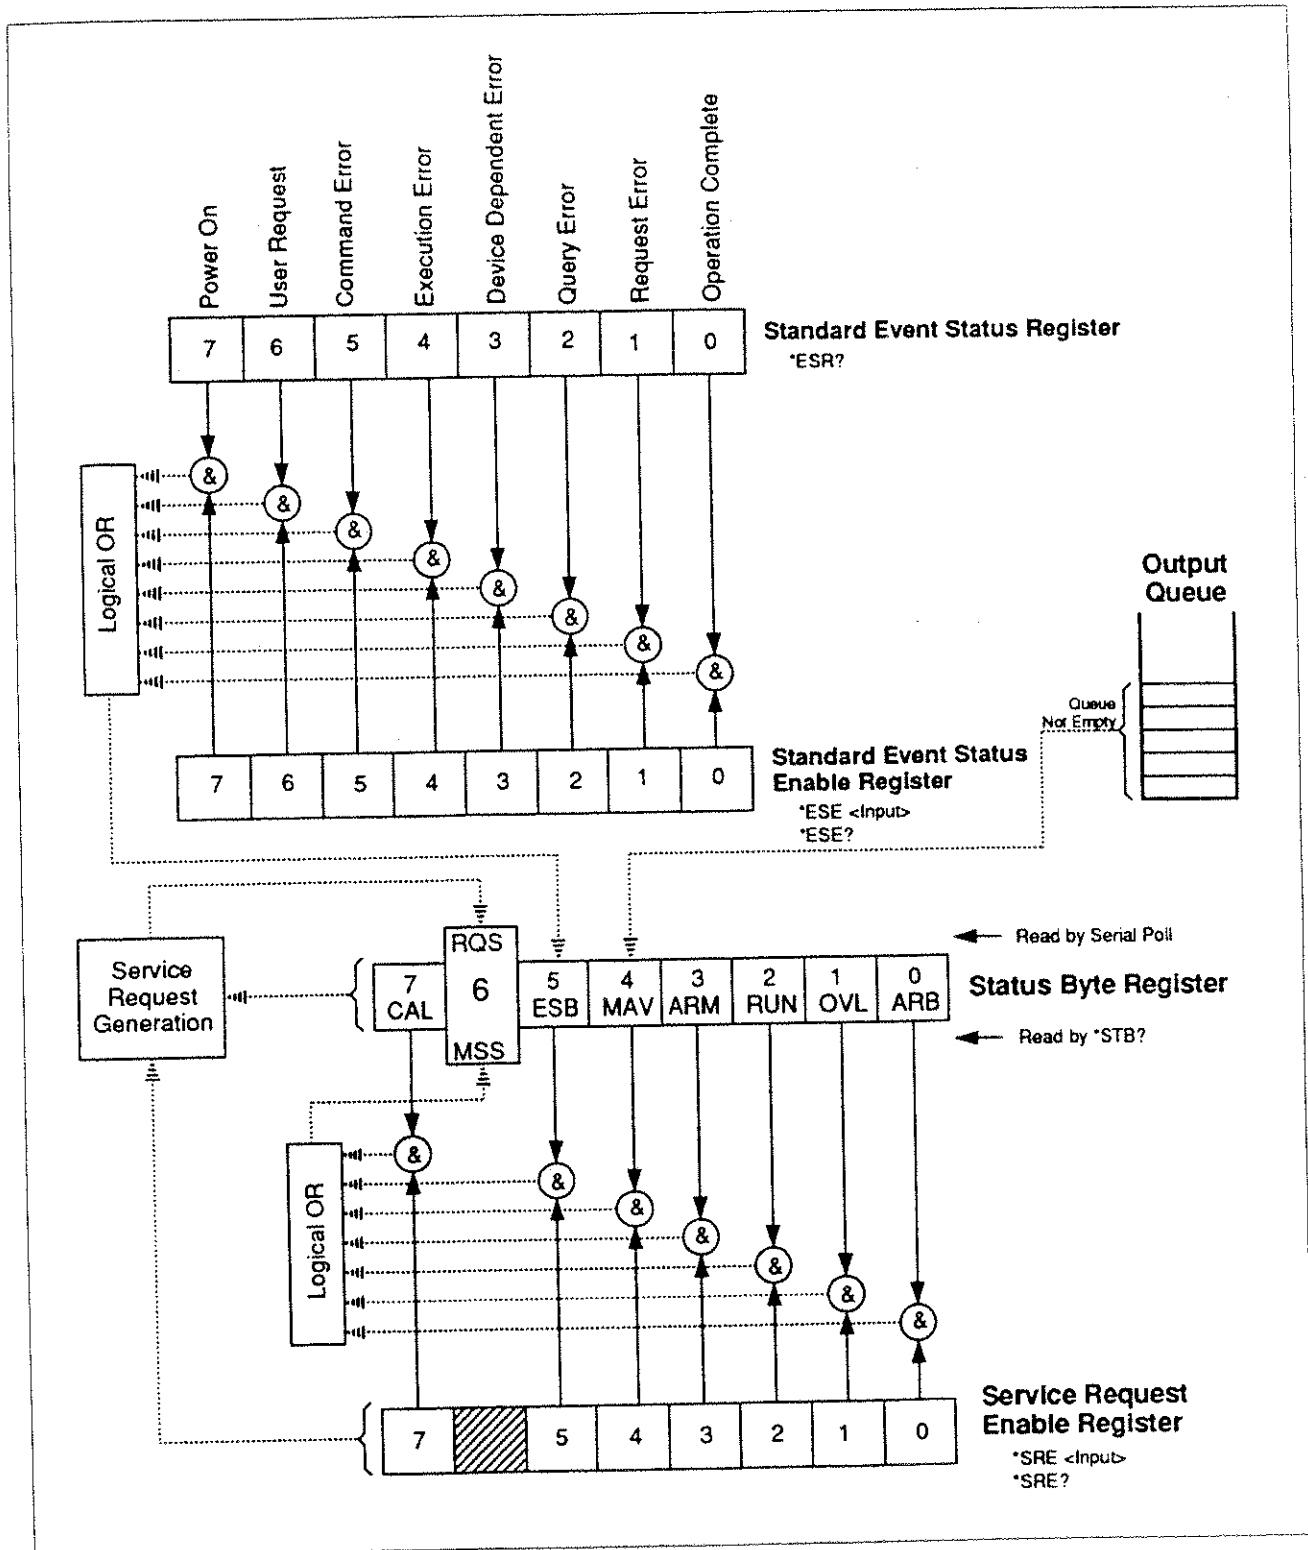 Power On
User Request
Command Error
Execution Error
Device Dependent Error
Query Error
Request Error
Operation Complete
7 6 5 4 3 2 1 0
Standard Event Status Register
*ESR?
& & & & & & & &
Logical OR
Output
Queue
Queue
Not Empty
7 6 5 4 3 2 1 0
Standard Event Status
Enable Register
*ESE <Input>
*ESE?
Service
Request
Generation
RQS
7 6 5 4 3 2 1 0
CAL ESB MAV ARM RUN OVL ARB
MSS
Read by Serial Poll
Status Byte Register
Read by *STB?
& & & & & & &
Logical OR
7 5 4 3 2 1 0
Service Request
Enable Register
*SRE <Input>
*SRE?